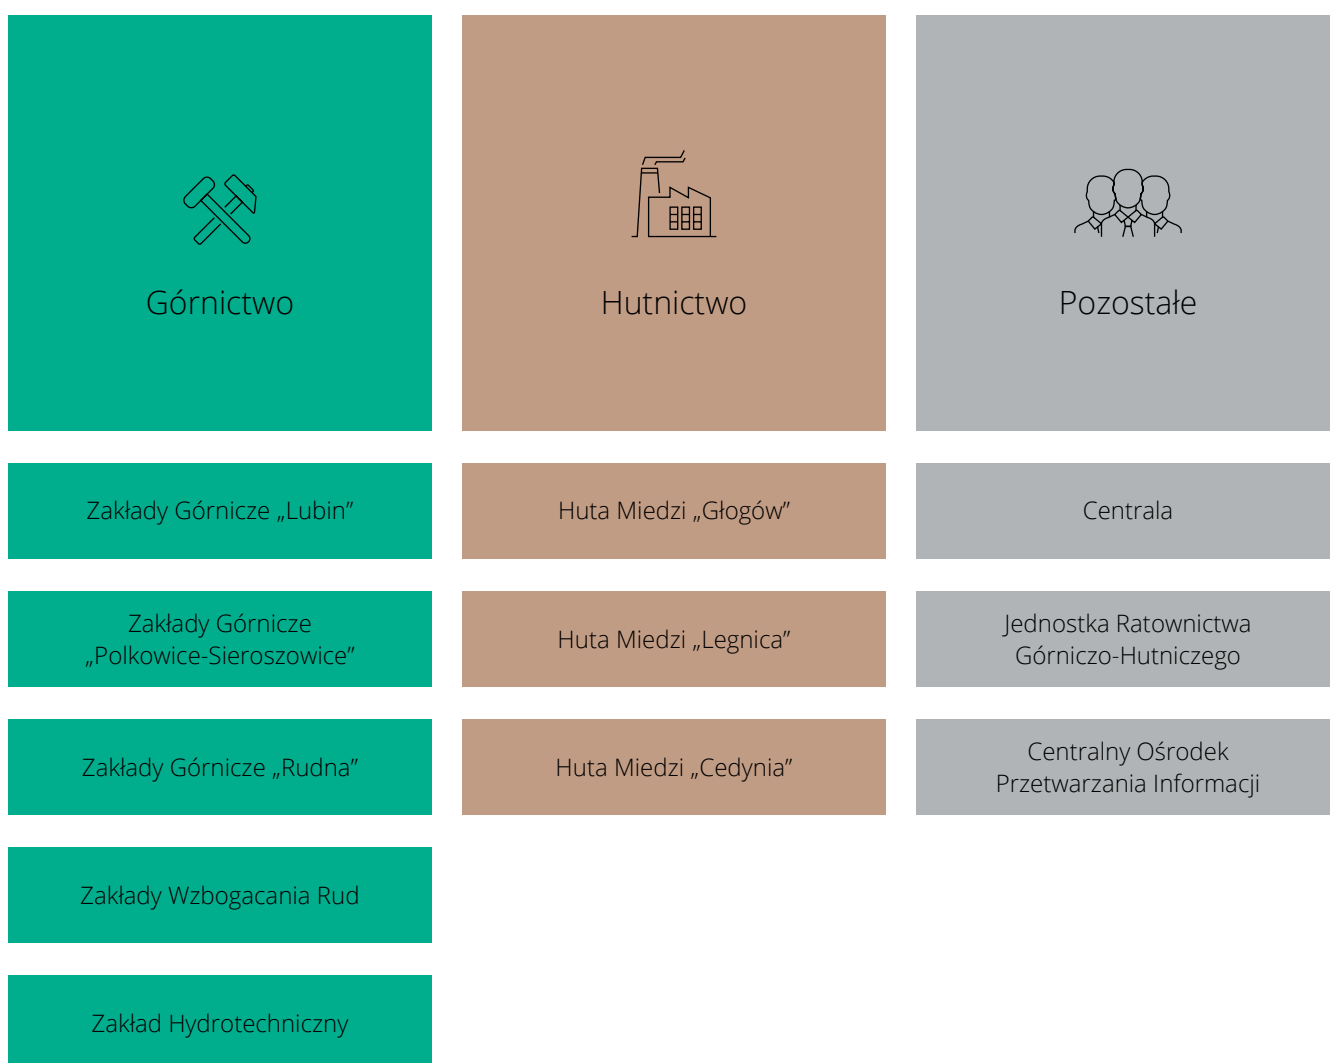 Górnictwo
Hutnictwo
Pozostałe
Zakłady Górnicze „Lubin”
Huta Miedzi „Głogów”
Centrala
Zakłady Górnicze
„Polkowice-Sieroszowice”
Huta Miedzi „Legnica”
Jednostka Ratownictwa
Górniczo-Hutniczego
Zakłady Górnicze „Rudna”
Huta Miedzi „Cedynia”
Centralny Ośrodek
Przetwarzania Informacji
Zakłady Wzbogacania Rud
Zakład Hydrotechniczny